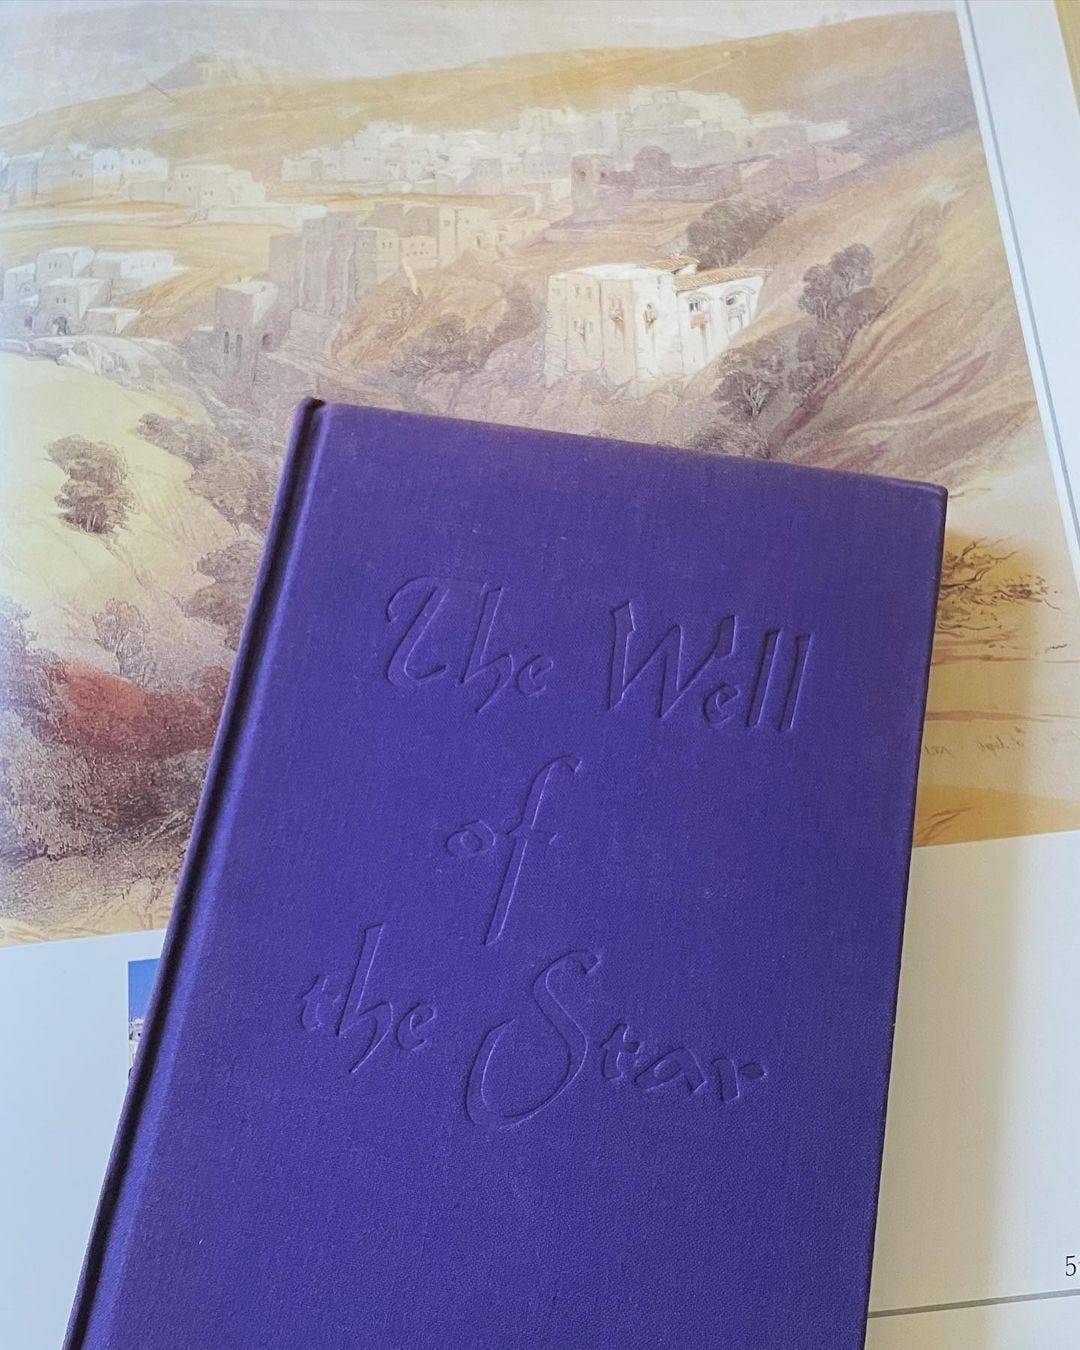 The Well
of
the Star